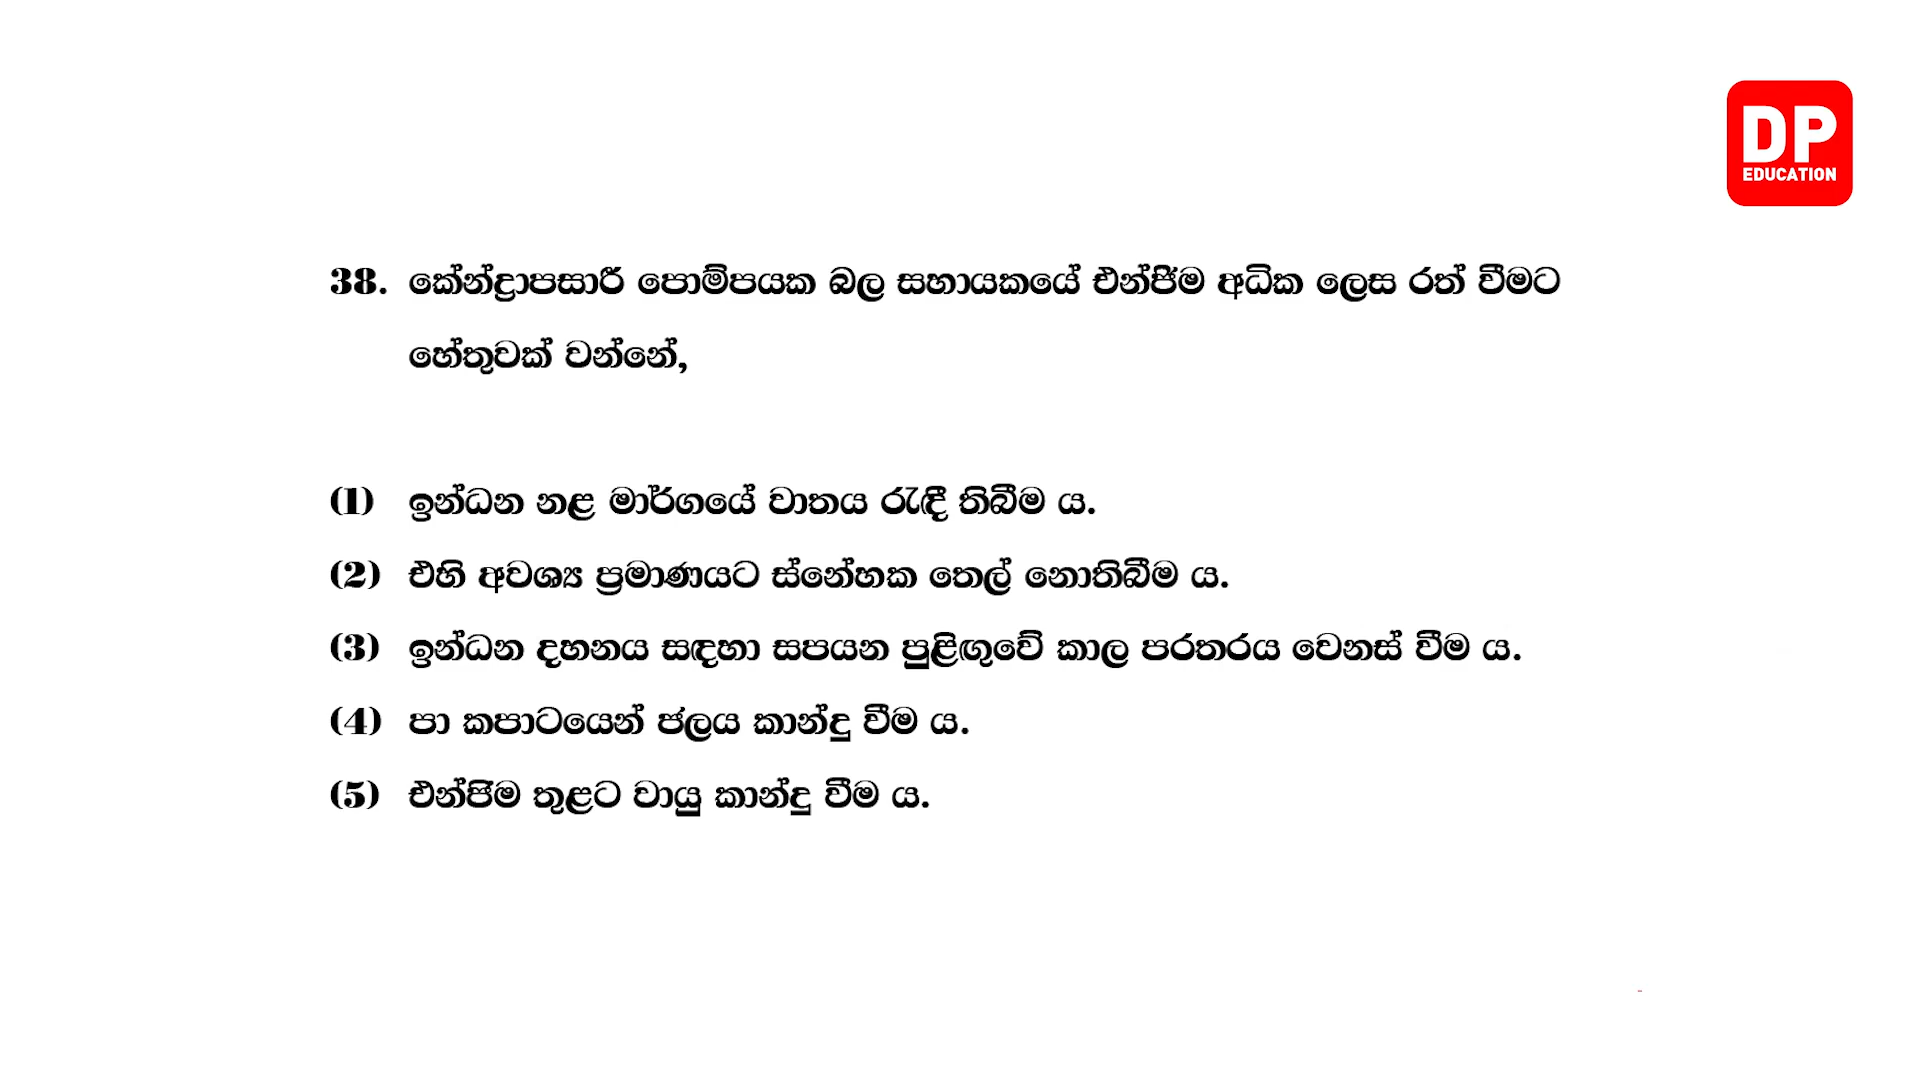 DP
EDUCATION
38. කේන්ද්‍රාපසාරී පොම්පයක බල සහායකයේ එන්ජිම අධික ලෙස රත් වීමට
හේතුවක් වන්නේ,
(1) ඉන්ධන නළ මාර්ගයේ වාතය රැඳී තිබීම ය.
(2) එහි අවශ්‍ය ප්‍රමාණයට ස්නේහක තෙල් නොතිබීම ය.
(3) ඉන්ධන දහනය සඳහා සපයන පුළිඟුවේ කාල පරතරය වෙනස් වීම ය.
(4) පා කපාටයෙන් ජලය කාන්දු වීම ය.
(5) එන්ජිම තුළට වායු කාන්දු වීම ය.